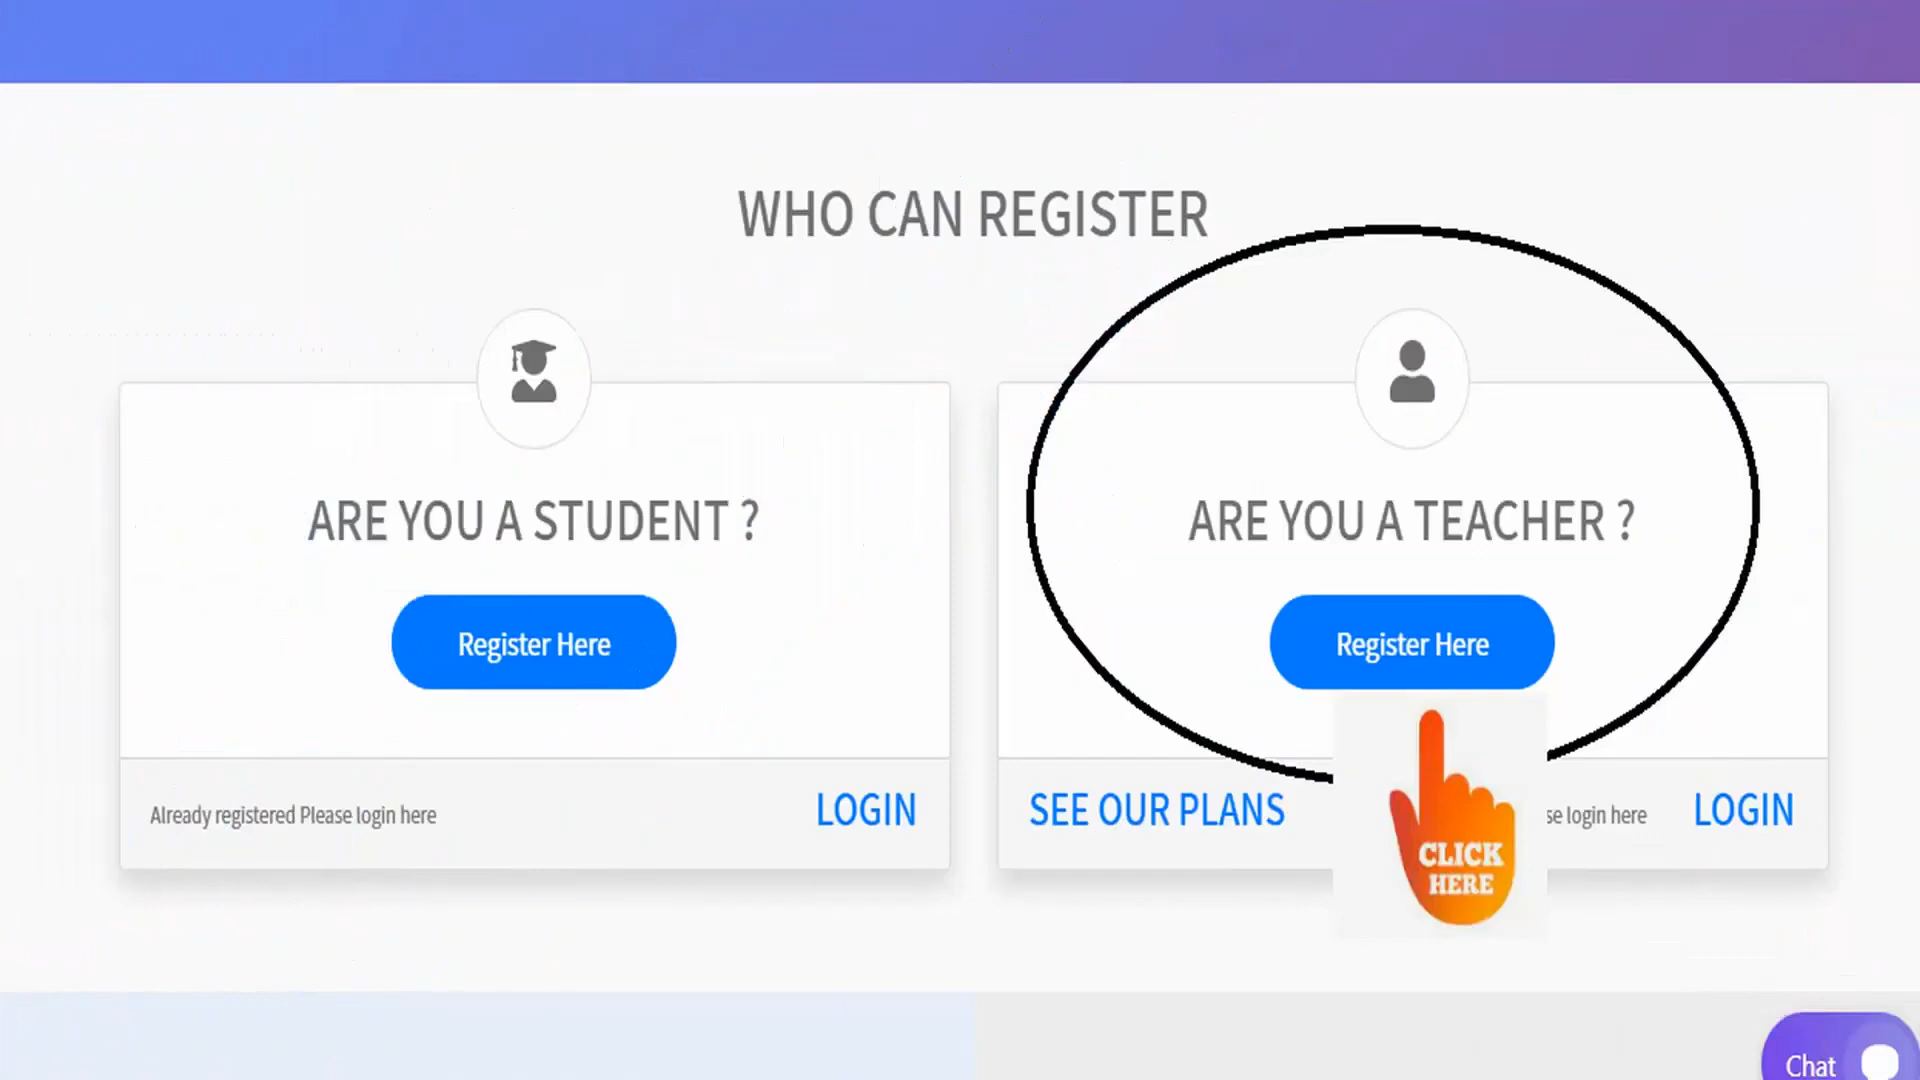 WHO CAN REGISTER
ARE YOU A STUDENT ?
Register Here
Already registered Please login here
LOGIN
ARE YOU A TEACHER ?
Register Here
SEE OUR PLANS
login here
LOGIN
CLICK
HERE
Chat